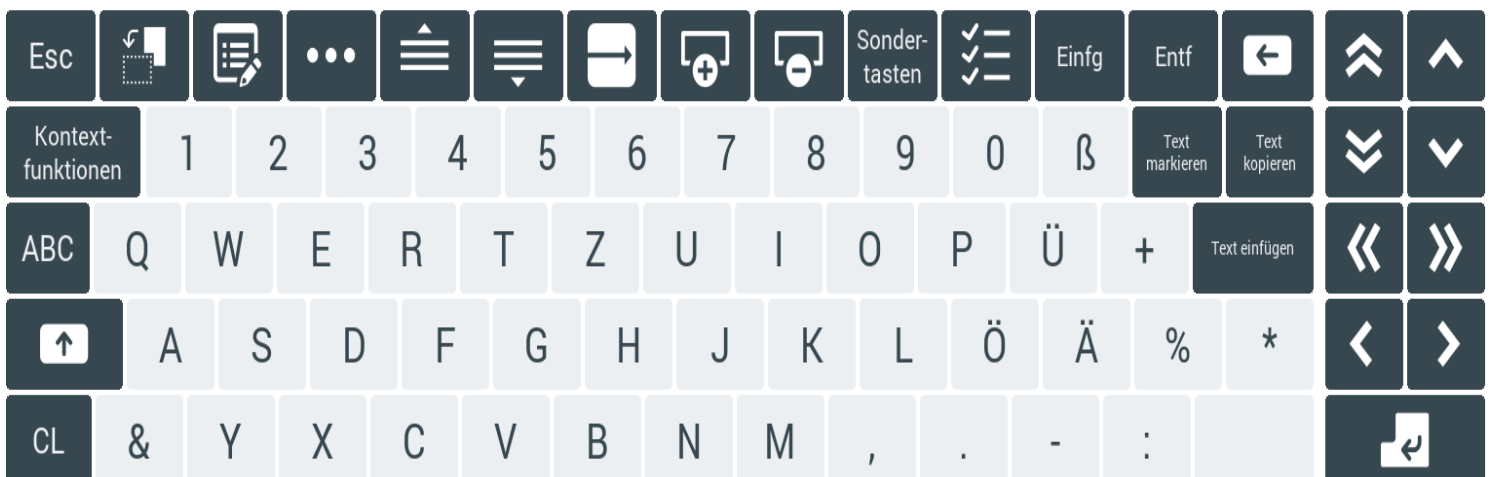 Esc Sonder-
tasten Einfg Entf
Kontext-
funktionen 1 2 3 4 5 6 7 8 9 0 ß Text
markieren Text
kopieren
ABC Q W E R T Z U I O P Ü + Text einfügen
A S D F G H J K L Ö Ä % *
CL & Y X C V B N M , . - :